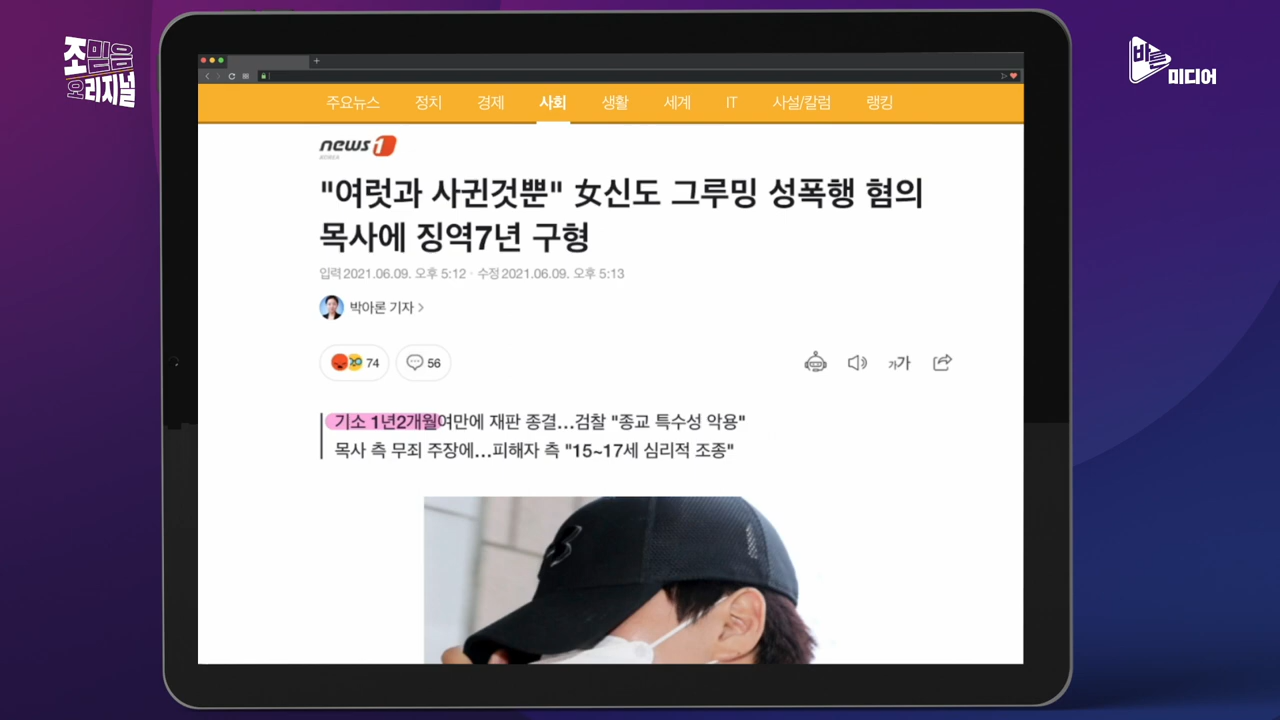 조믿음
오리지널
바른
미디어
주요뉴스 정치 경제 사회 생활 세계 IT 사설/칼럼 랭킹
news1
KOREA
"여럿과 사귄것뿐" 女신도 그루밍 성폭행 혐의
목사에 징역7년 구형
입력 2021.06.09. 오후 5:12 · 수정 2021.06.09. 오후 5:13
박아론 기자 >
74 56 가가
기소 1년2개월여만에 재판 종결...검찰 "종교 특수성 악용"
목사 측 무죄 주장에...피해자 측 "15~17세 심리적 조종"